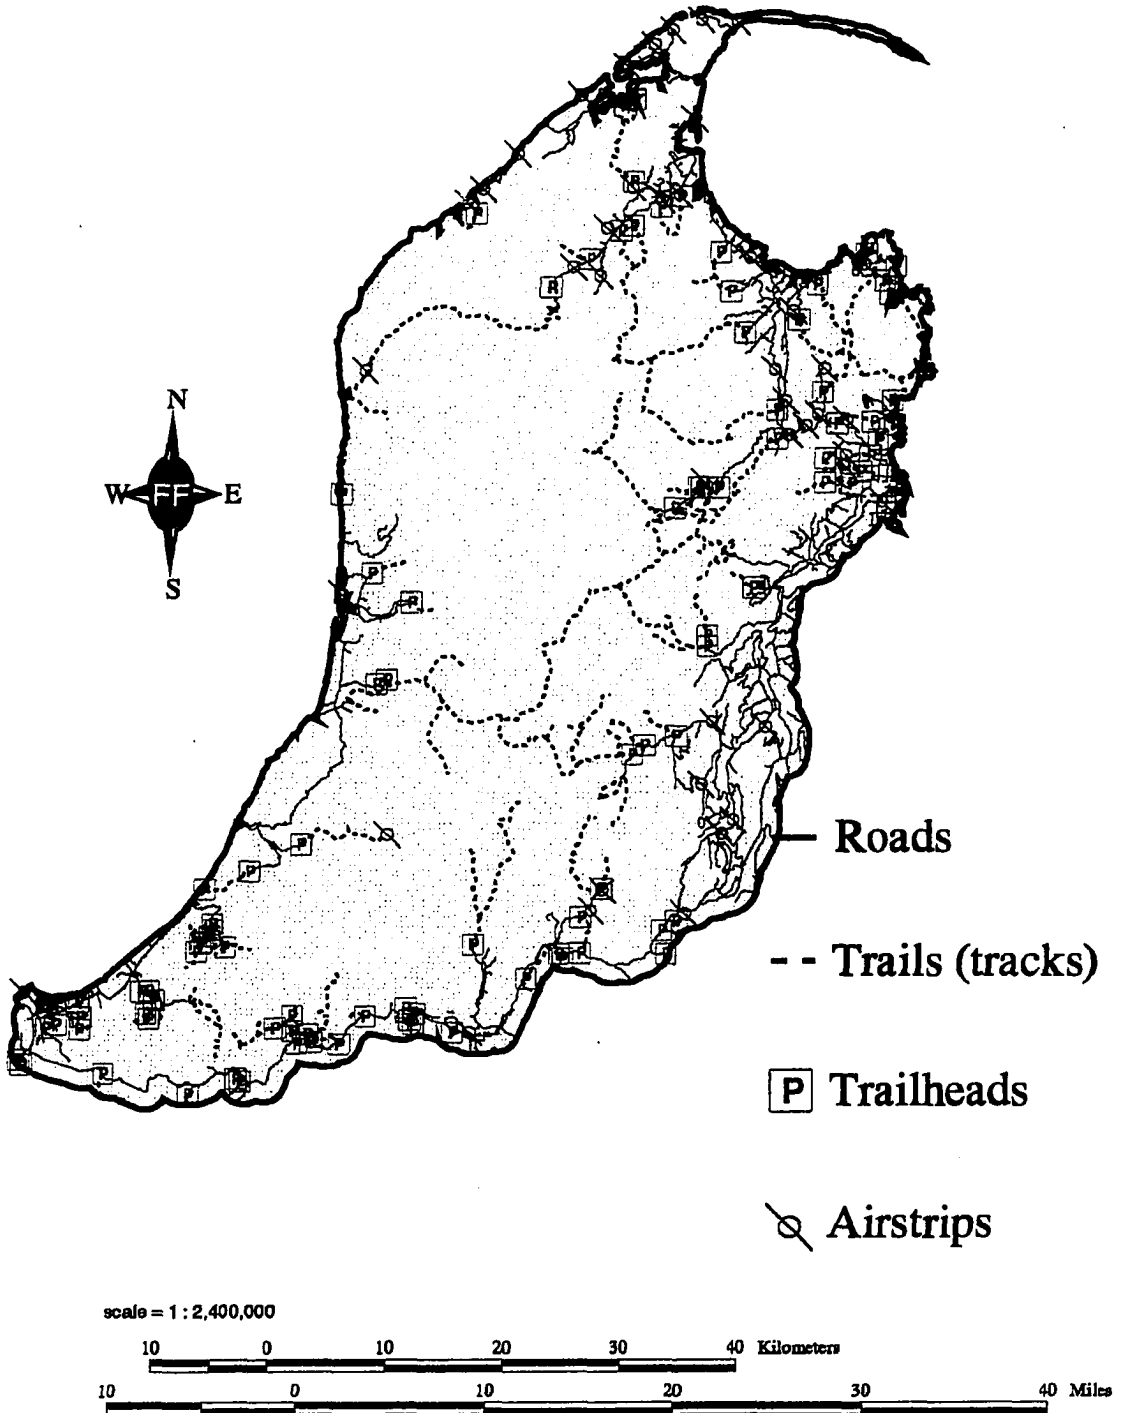 N
W FF E
S
Roads
Trails (tracks)
P Trailheads
Airstrips
scale = 1 : 2,400,000
10 0 10 20 30 40 Kilometers
10 0 10 20 30 40 Miles